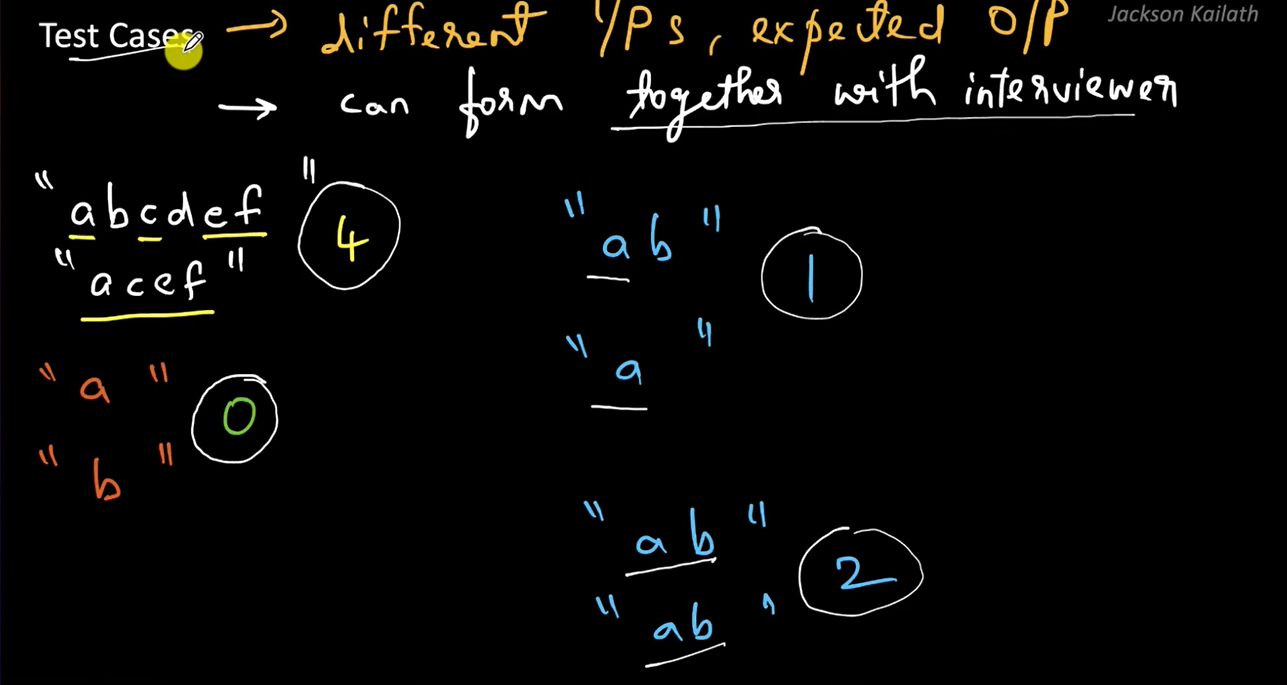 Test Cases → different I/Ps, expected O/P
Jackson Kailath
→ can form together with interviewer
"abcdef" 4
"acef"
"a" 0
"b"
"ab" 1
"a"
"ab" 2
"ab"